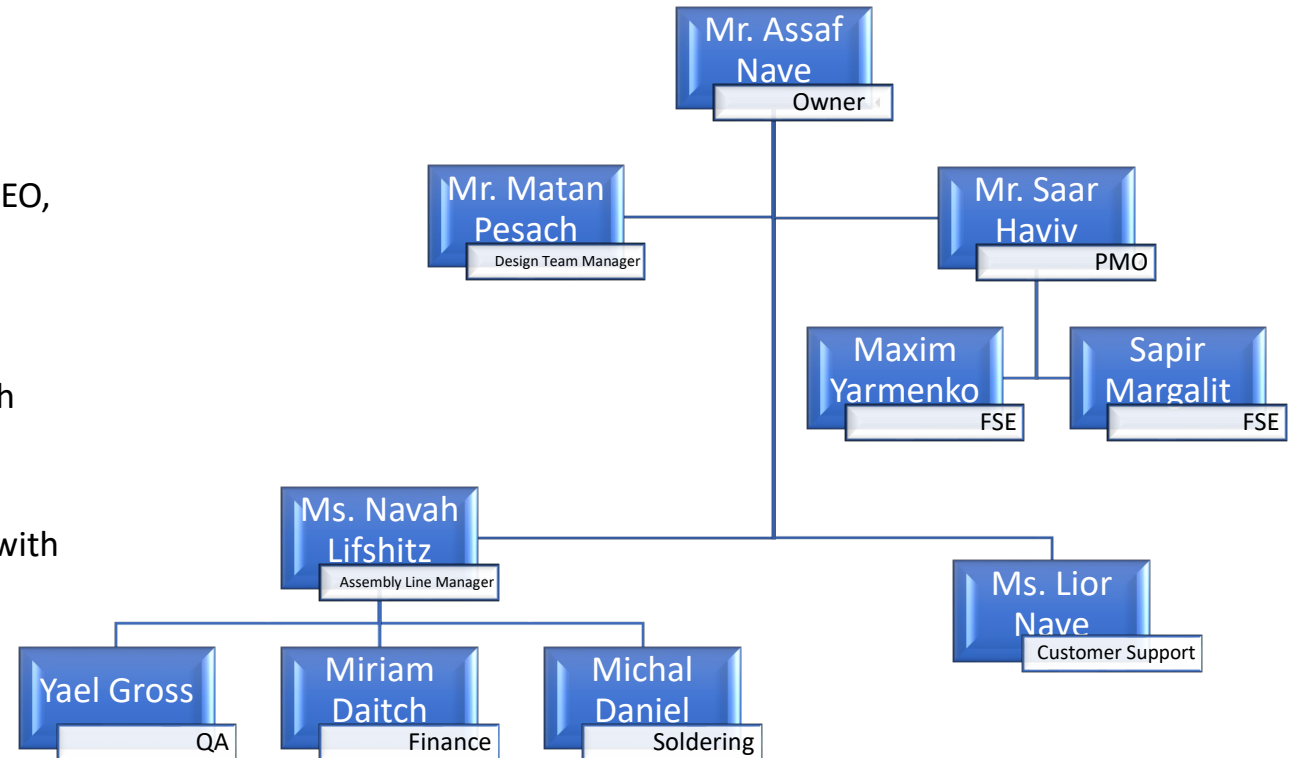 EO,
h
with
Mr. Assaf
Nave
Owner
Mr. Matan
Pesach
Design Team Manager
Mr. Saar
Haviv
PMO
Maxim
Yarmenko
FSE
Sapir
Margalit
FSE
Ms. Navah
Lifshitz
Assembly Line Manager
Ms. Lior
Nave
Customer Support
Yael Gross
QA
Miriam
Daitch
Finance
Michal
Daniel
Soldering